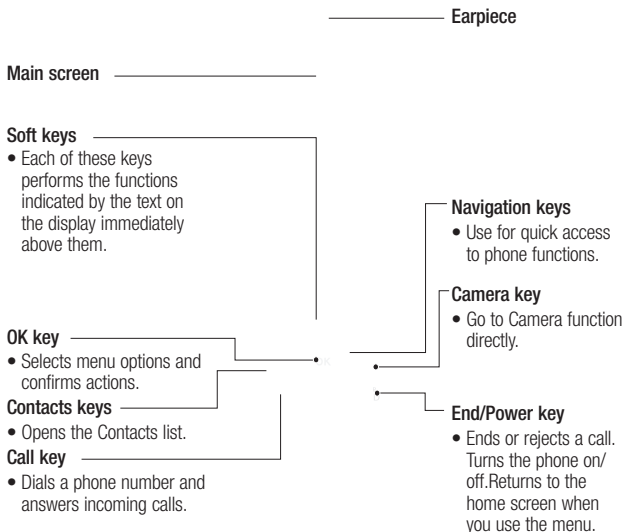 Earpiece
Main screen
Soft keys
• Each of these keys
performs the functions
indicated by the text on
the display immediately
above them.
Navigation keys
• Use for quick access
to phone functions.
Camera key
• Go to Camera function
directly.
OK key
• Selects menu options and
confirms actions.
OK
Contacts keys
• Opens the Contacts list.
Call key
• Dials a phone number and
answers incoming calls.
End/Power key
• Ends or rejects a call.
Turns the phone on/
off.Returns to the
home screen when
you use the menu.